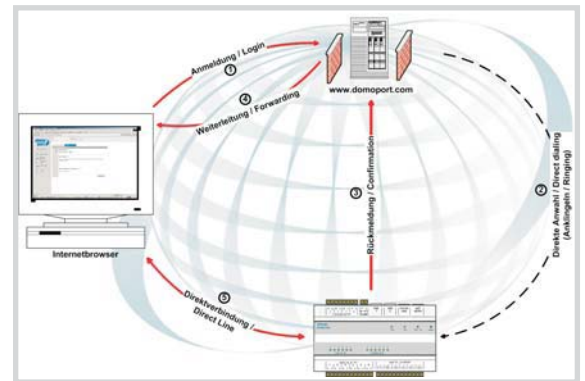 Anmeldung / Login
1
www.domoport.com
4
Weiterleitung / Forwarding
Internetbrowser
3
Rückmeldung / Confirmation
2
Direkte Anwahl / Direct dialing
(Anklingeln / Ringing)
5
Direktverbindung /
Direct Line